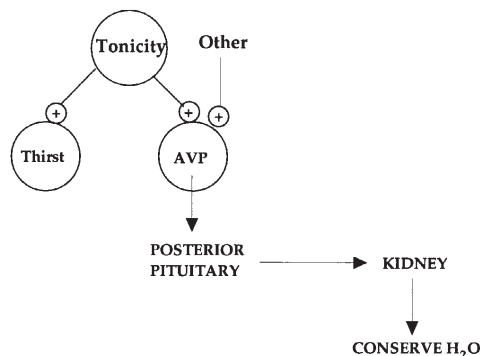 Tonicity
Other
+
+
+
Thirst
AVP
POSTERIOR
PITUITARY
KIDNEY
CONSERVE H₂O